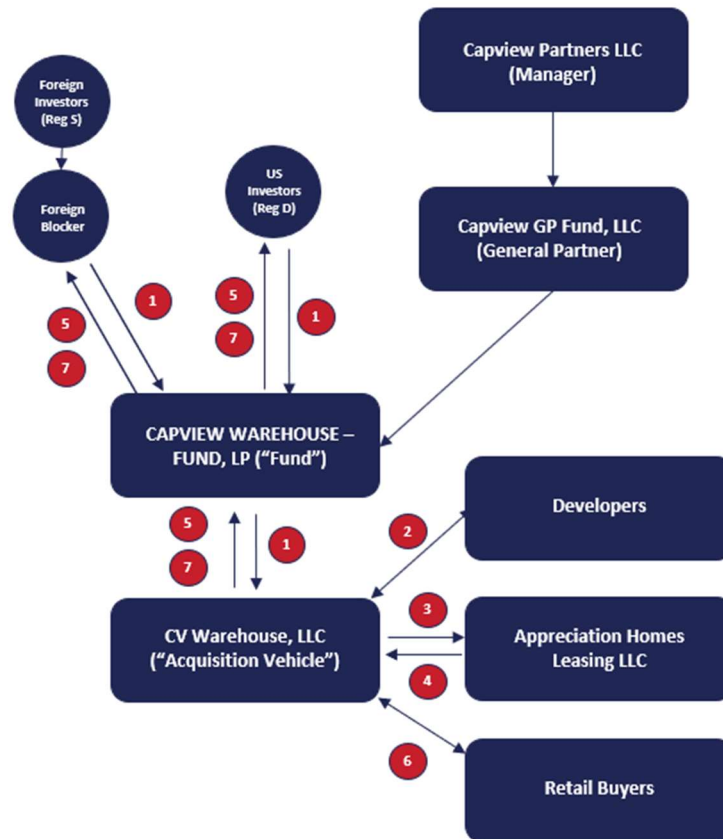 Capview Partners LLC
(Manager)
Foreign
Investors
(Reg S)
US
Investors
(Reg D)
Foreign
Blocker
Capview GP Fund, LLC
(General Partner)
1
5
7
5
7
1
CAPVIEW WAREHOUSE –
FUND, LP (“Fund”)
5
7
1
2
Developers
CV Warehouse, LLC
(“Acquisition Vehicle”)
3
4
Appreciation Homes
Leasing LLC
6
Retail Buyers